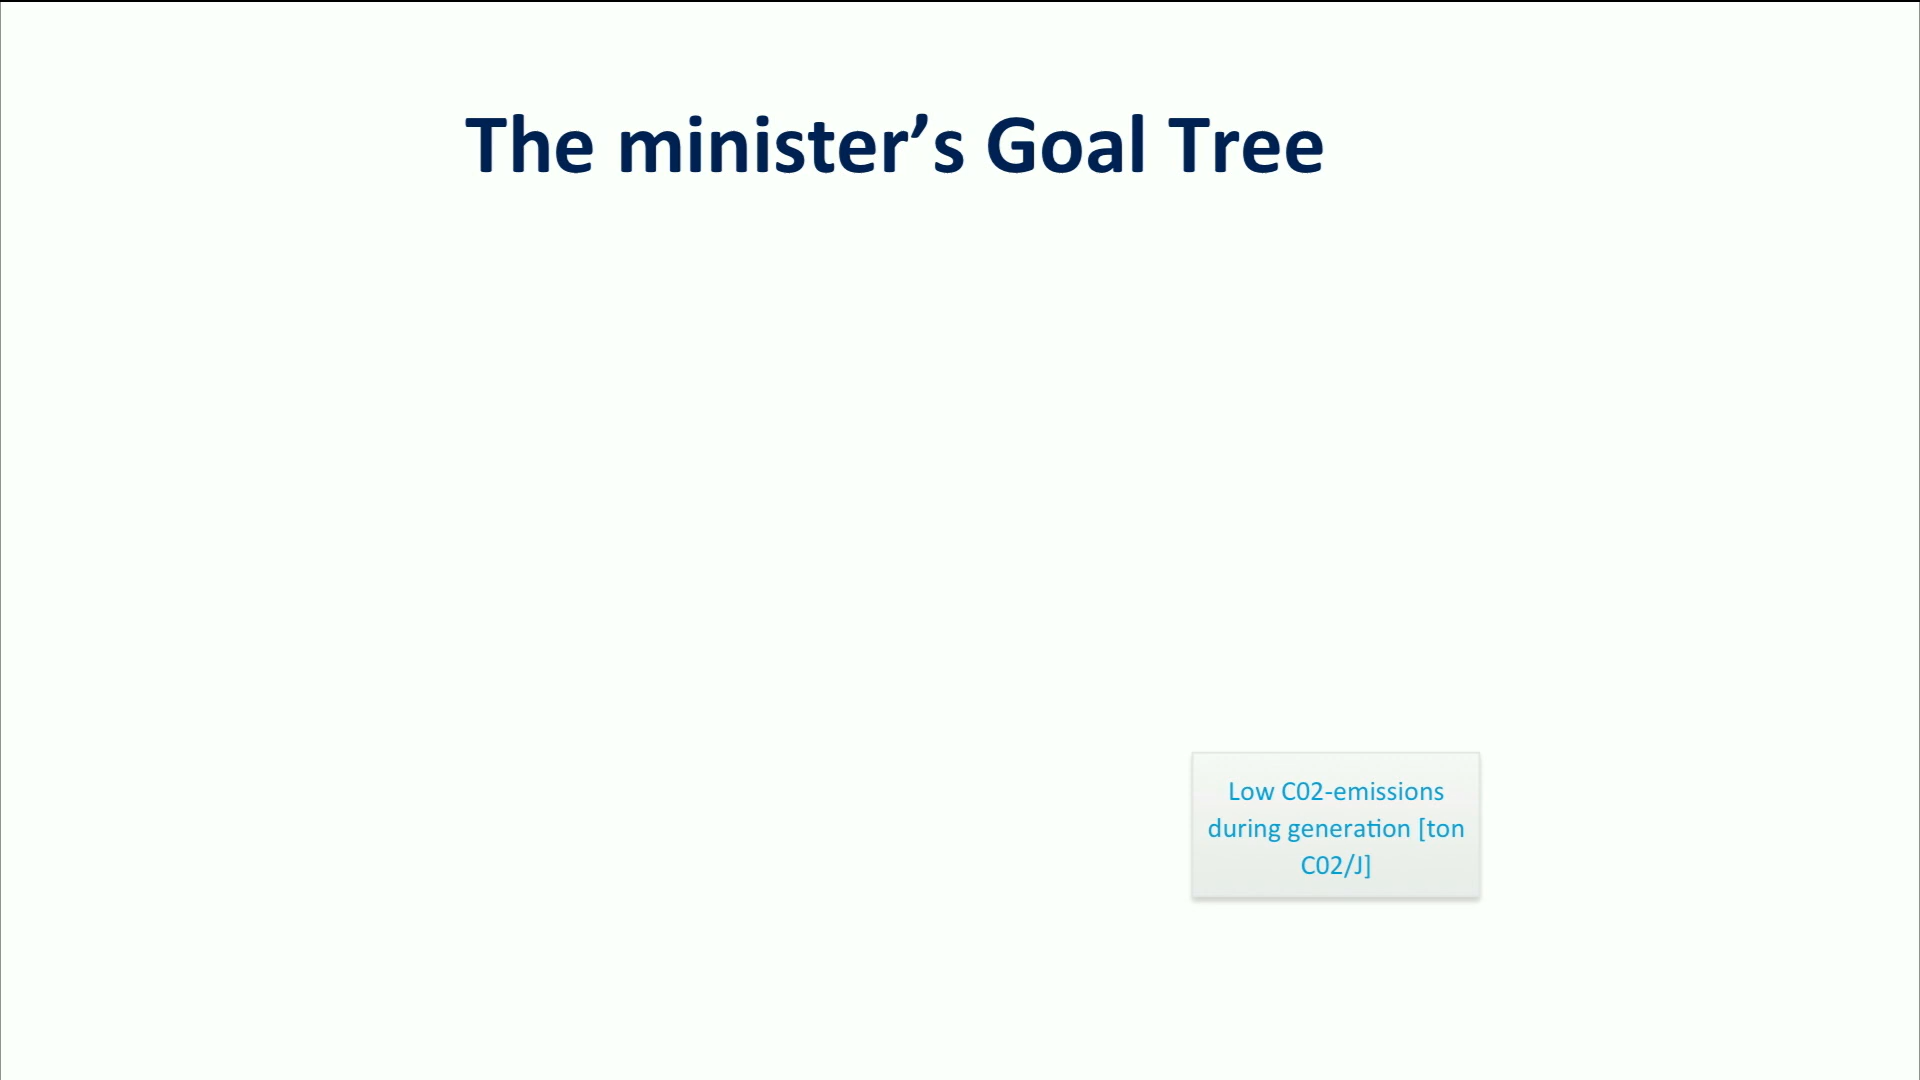 The minister’s Goal Tree
Low C02-emissions
during generation [ton
C02/J]